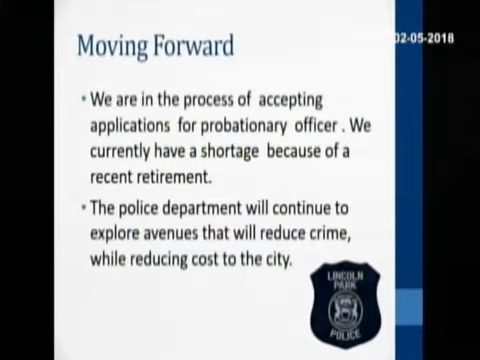 Moving Forward
02-05-2018
• We are in the process of accepting
applications for probationary officer . We
currently have a shortage because of a
recent retirement.
• The police department will continue to
explore avenues that will reduce crime,
while reducing cost to the city.
LINCOLN
PARK
POLICE